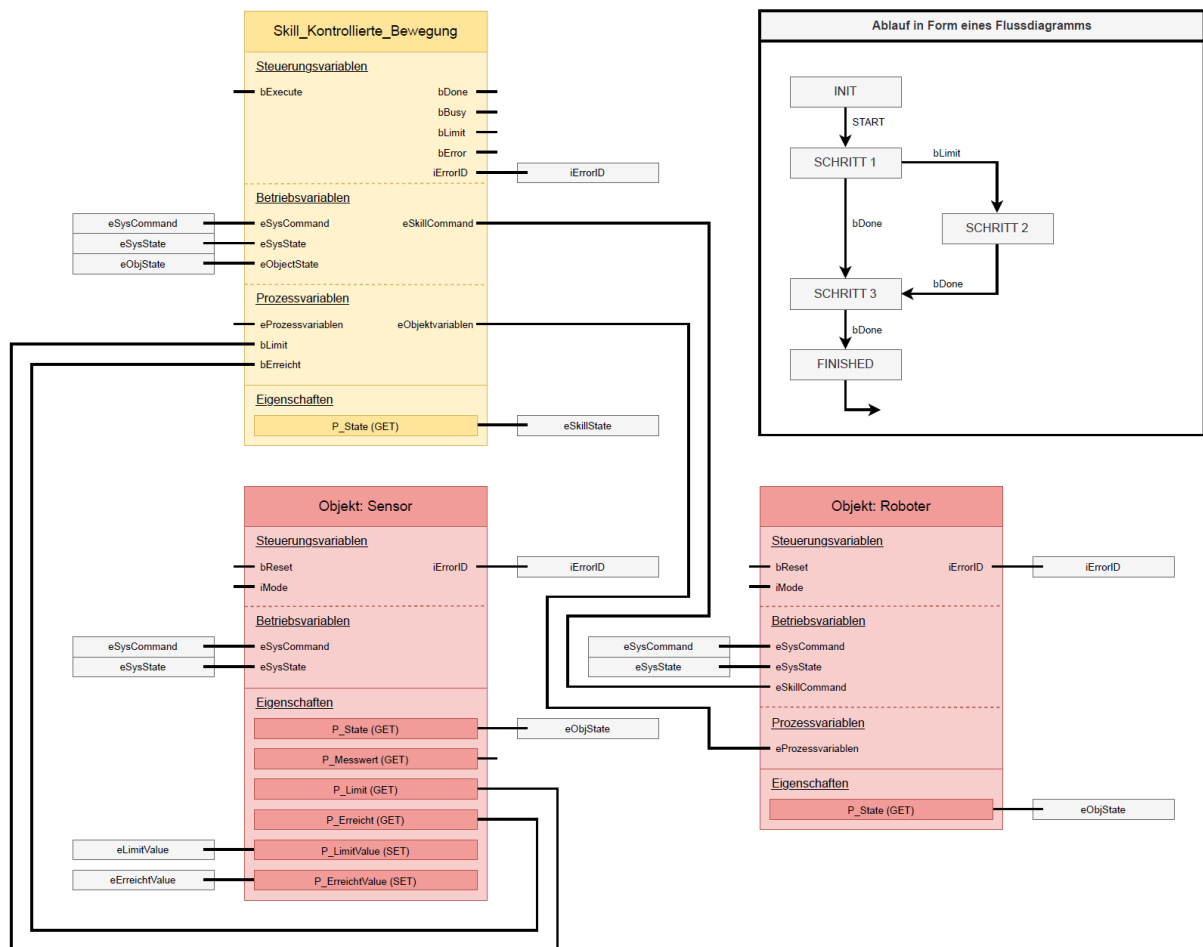 Skill_Kontrollierte_Bewegung
Steuerungsvariablen
bExecute
bDone
bBusy
bLimit
bError
iErrorID
iErrorID
Betriebsvariablen
eSysCommand
eSysCommand
eSkillCommand
eSysState
eSysState
eObjState
eObjectState
Prozessvariablen
eProzessvariablen
eObjektvariablen
bLimit
bErreicht
Eigenschaften
P_State (GET)
eSkillState
Ablauf in Form eines Flussdiagramms
INIT
START
SCHRITT 1
bLimit
bDone
SCHRITT 2
SCHRITT 3
bDone
bDone
FINISHED
Objekt: Sensor
Steuerungsvariablen
bReset
iErrorID
iErrorID
iMode
Betriebsvariablen
eSysCommand
eSysCommand
eSysState
eSysState
Eigenschaften
P_State (GET)
eObjState
P_Messwert (GET)
P_Limit (GET)
P_Erreicht (GET)
eLimitValue
P_LimitValue (SET)
eErreichtValue
P_ErreichtValue (SET)
Objekt: Roboter
Steuerungsvariablen
bReset
iErrorID
iErrorID
iMode
Betriebsvariablen
eSysCommand
eSysCommand
eSysState
eSysState
eSkillCommand
Prozessvariablen
eProzessvariablen
Eigenschaften
P_State (GET)
eObjState